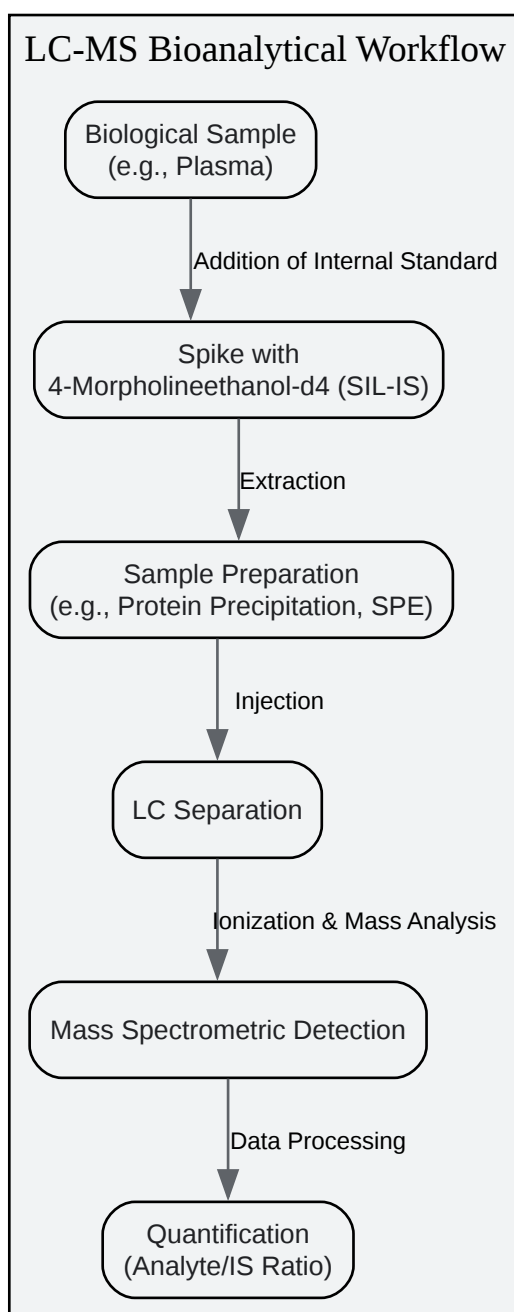 LC-MS Bioanalytical Workflow
Biological Sample
(e.g., Plasma)
Addition of Internal Standard
Spike with
4-Morpholineethanol-d4 (SIL-IS)
Extraction
Sample Preparation
(e.g., Protein Precipitation, SPE)
Injection
LC Separation
Ionization & Mass Analysis
Mass Spectrometric Detection
Data Processing
Quantification
(Analyte/IS Ratio)